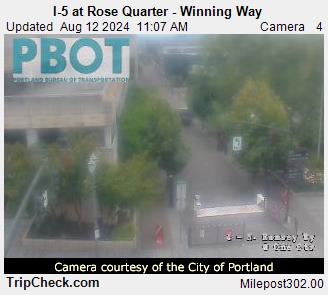 I-5 at Rose Quarter - Winning Way
Updated Aug 12 2024 11:07 AM Camera 4
PBOT
PORTLAND BUREAU OF TRANSPORTATION
Camera courtesy of the City of Portland
TripCheck.com Milepost302.00